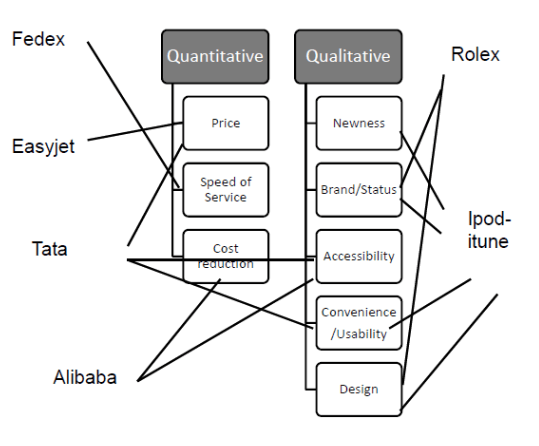 Fedex
Easyjet
Tata
Alibaba
Quantitative
Price
Speed of
Service
Cost
reduction
Qualitative
Newness
Brand/Status
Accessibility
Convenience
/Usability
Design
Rolex
Ipod-
itune